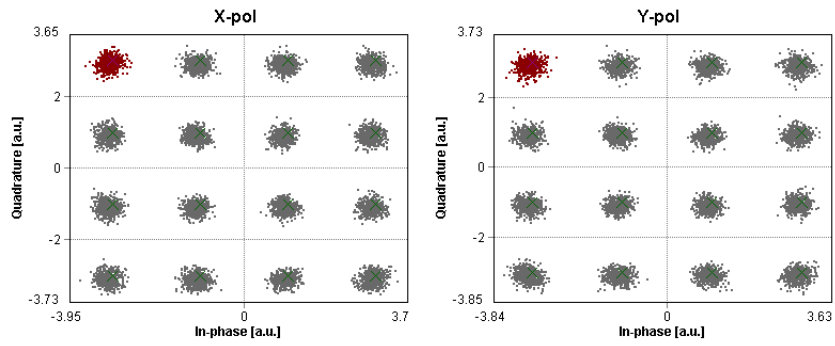 X-pol
3.65
2
0
-2
-3.73
-3.95
0
3.7
Quadrature [a.u.]
In-phase [a.u.]
Y-pol
3.73
2
0
-2
-3.85
-3.84
0
3.63
Quadrature [a.u.]
In-phase [a.u.]